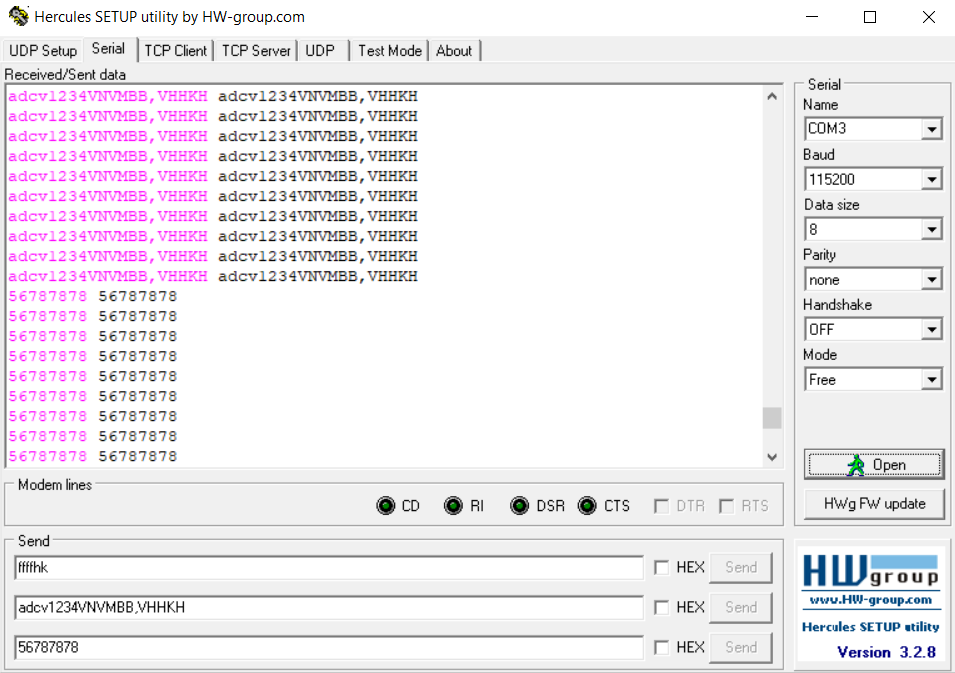 Hercules SETUP utility by HW-group.com
UDP Setup Serial TCP Client TCP Server UDP Test Mode About
Received/Sent data
adcv1234VNVMBB,VHHKH adcv1234VNVMBB,VHHKH
adcv1234VNVMBB,VHHKH adcv1234VNVMBB,VHHKH
adcv1234VNVMBB,VHHKH adcv1234VNVMBB,VHHKH
adcv1234VNVMBB,VHHKH adcv1234VNVMBB,VHHKH
adcv1234VNVMBB,VHHKH adcv1234VNVMBB,VHHKH
adcv1234VNVMBB,VHHKH adcv1234VNVMBB,VHHKH
adcv1234VNVMBB,VHHKH adcv1234VNVMBB,VHHKH
adcv1234VNVMBB,VHHKH adcv1234VNVMBB,VHHKH
adcv1234VNVMBB,VHHKH adcv1234VNVMBB,VHHKH
adcv1234VNVMBB,VHHKH adcv1234VNVMBB,VHHKH
56787878 56787878
56787878 56787878
56787878 56787878
56787878 56787878
56787878 56787878
56787878 56787878
56787878 56787878
56787878 56787878
56787878 56787878
Serial
Name
COM3
Baud
115200
Data size
8
Parity
none
Handshake
OFF
Mode
Free
Open
HWg FW update
Modem lines
CD RI DSR CTS DTR RTS
Send
ffffhk HEX Send
adcv1234VNVMBB,VHHKH HEX Send
56787878 HEX Send
HWgroup
www.HW-group.com
Hercules SETUP utility
Version 3.2.8